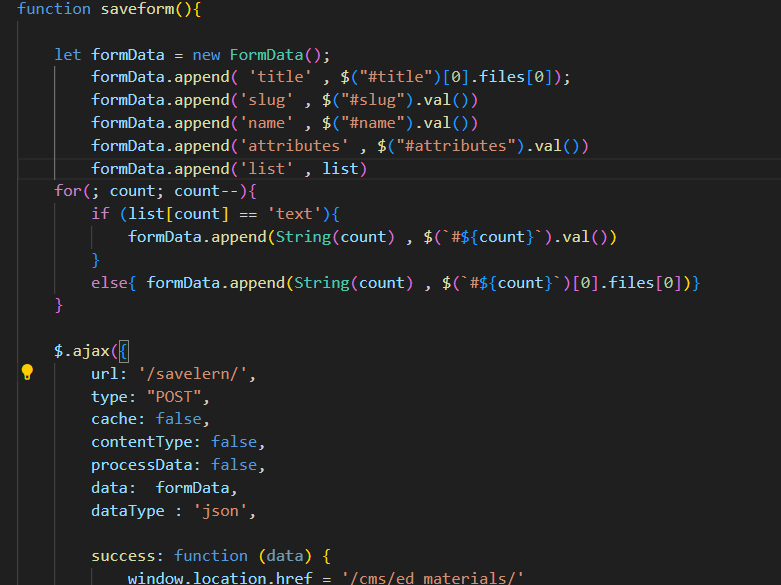 function saveform(){
let formData = new FormData();
formData.append( 'title' , $("#title")[0].files[0]);
formData.append('slug' , $("#slug").val())
formData.append('name' , $("#name").val())
formData.append('attributes' , $("#attributes").val())
formData.append('list' , list)
for(; count; count--){
if (list[count] == 'text'){
formData.append(String(count) , $(`#${count}`).val())
}
else{ formData.append(String(count) , $(`#${count}`)[0].files[0])}
}
$.ajax({
url: '/savelern/',
type: "POST",
cache: false,
contentType: false,
processData: false,
data:  formData,
dataType : 'json',
success: function (data) {
window.location.href = '/cms/ed_materials/'